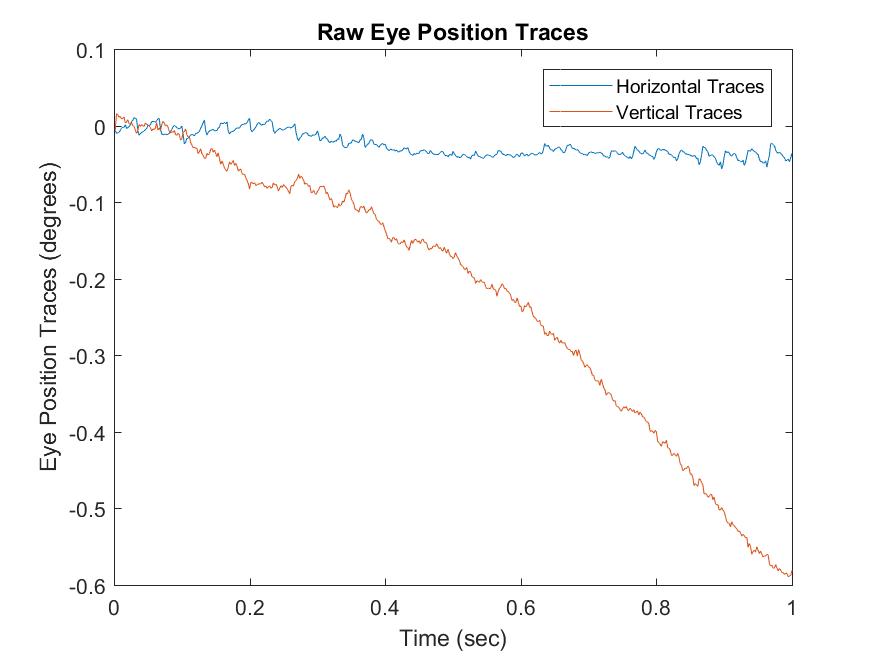 Raw Eye Position Traces
Horizontal Traces
Vertical Traces
Eye Position Traces (degrees)
0.1
0
-0.1
-0.2
-0.3
-0.4
-0.5
-0.6
0 0.2 0.4 0.6 0.8 1
Time (sec)